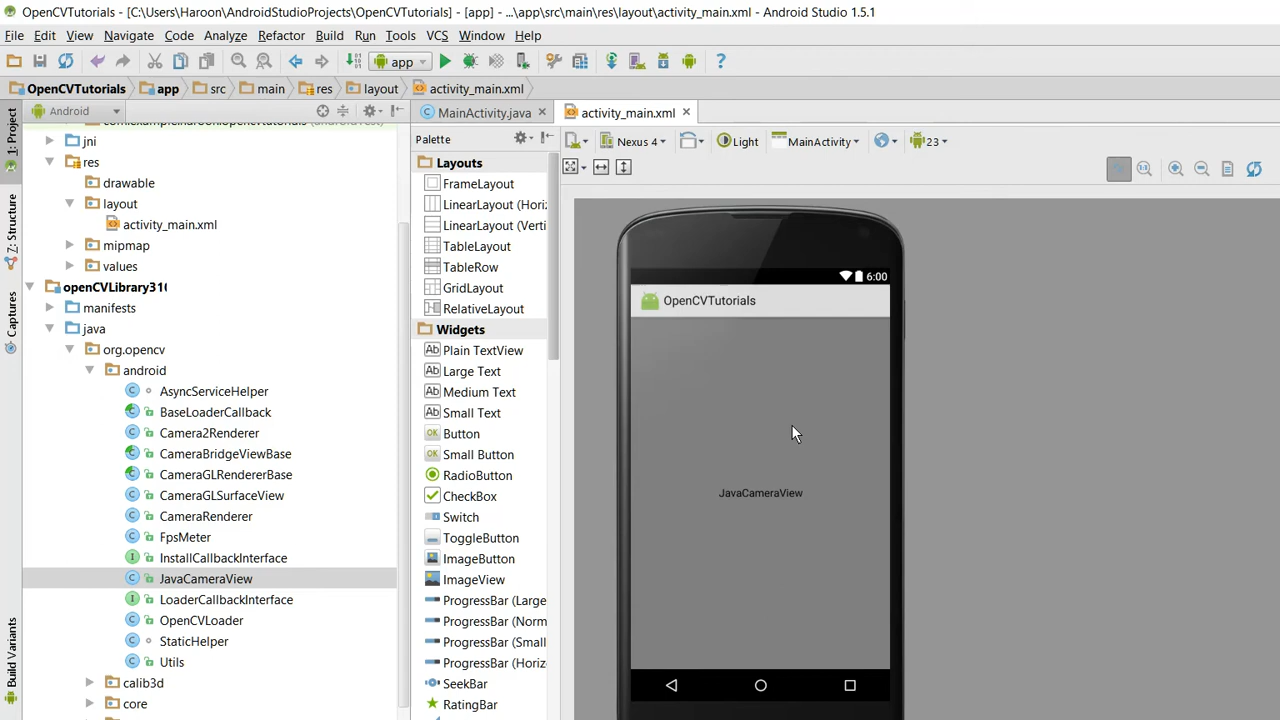 OpenCVTutorials - [C:\Users\Haroon\AndroidStudioProjects\OpenCVTutorials] - [app] - ...\app\src\main\res\layout\activity_main.xml - Android Studio 1.5.1
File Edit View Navigate Code Analyze Refactor Build Run Tools VCS Window Help
app
OpenCVTutorials app src main res layout activity_main.xml
1: Project
Z: Structure
Captures
Build Variants
Android
jni
res
drawable
layout
activity_main.xml
mipmap
values
openCVLibrary310
manifests
java
org.opencv
android
AsyncServiceHelper
BaseLoaderCallback
Camera2Renderer
CameraBridgeViewBase
CameraGLRendererBase
CameraGLSurfaceView
CameraRenderer
FpsMeter
InstallCallbackInterface
JavaCameraView
LoaderCallbackInterface
OpenCVLoader
StaticHelper
Utils
calib3d
core
MainActivity.java activity_main.xml
Palette
Layouts
FrameLayout
LinearLayout (Hori
LinearLayout (Verti
TableLayout
TableRow
GridLayout
RelativeLayout
Widgets
Plain TextView
Large Text
Medium Text
Small Text
OK Button
OK Small Button
RadioButton
CheckBox
Switch
ToggleButton
ImageButton
ImageView
ProgressBar (Large
ProgressBar (Norm
ProgressBar (Small
ProgressBar (Horiz
SeekBar
RatingBar
Nexus 4 Light MainActivity 23
6:00
OpenCVTutorials
JavaCameraView